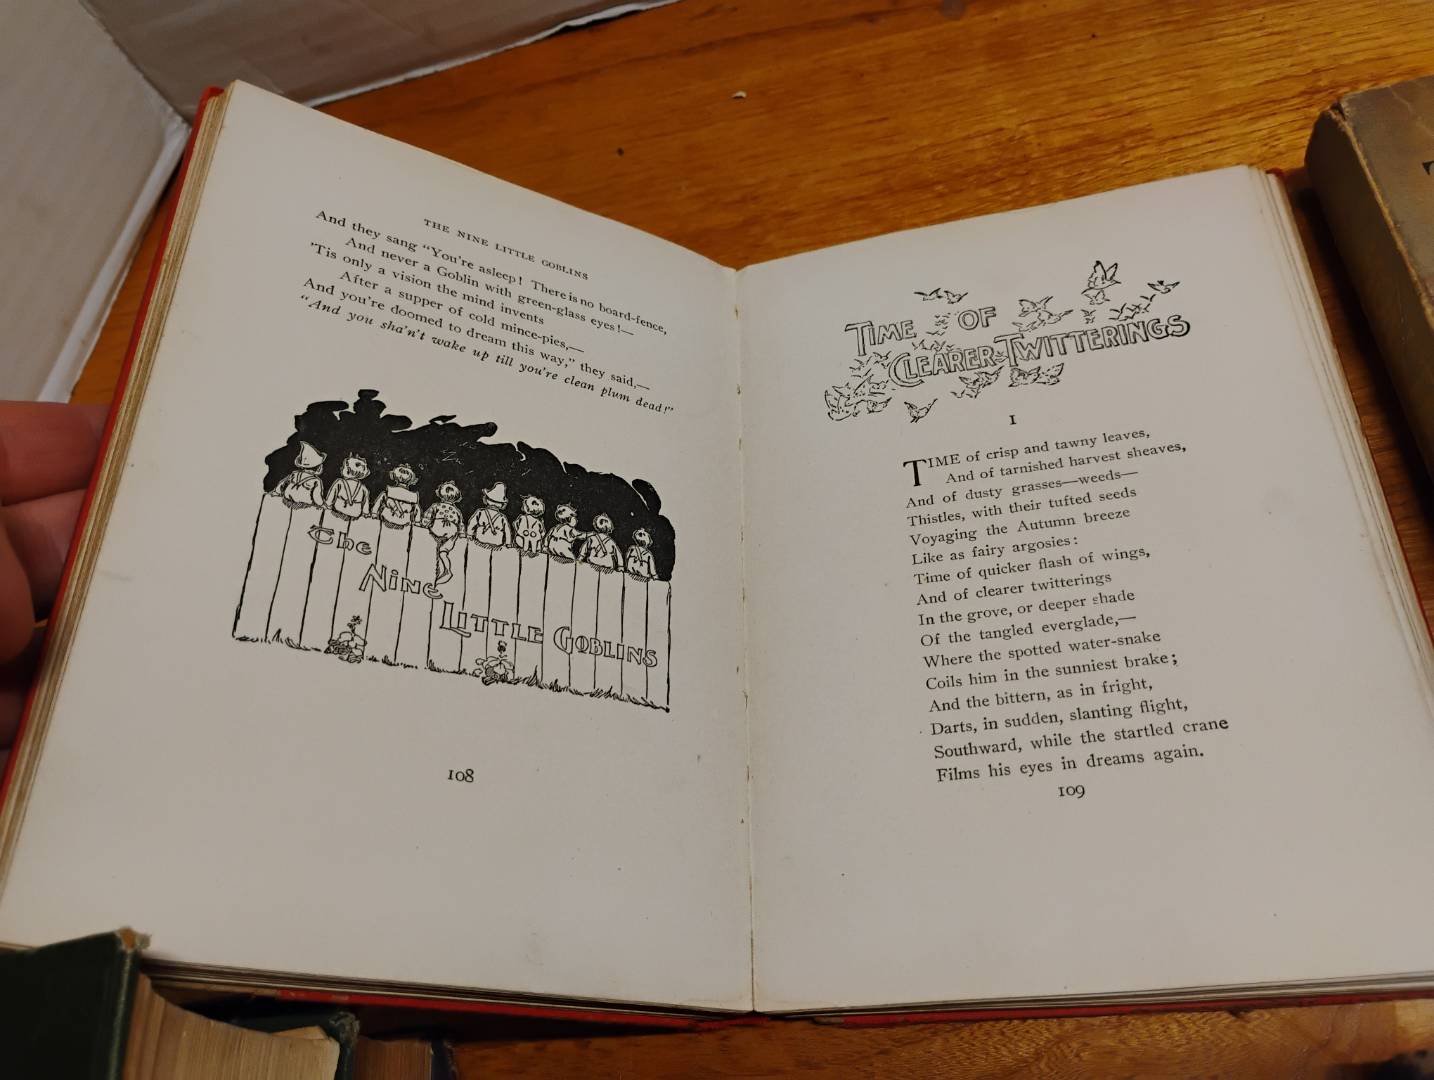 THE NINE LITTLE GOBLINS
And they sang "You're asleep! There is no board-fence,
And never a Goblin with green-glass eyes!—
'Tis only a vision the mind invents
After a supper of cold mince-pies,—
And you're doomed to dream this way," they said,—
"And you sha'n't wake up till you're clean plum dead!"
The
Nine
Little Goblins
108
TIME OF
CLEARER TWITTERINGS
I
TIME of crisp and tawny leaves,
And of tarnished harvest sheaves,
And of dusty grasses—weeds—
Thistles, with their tufted seeds
Voyaging the Autumn breeze
Like as fairy argosies:
Time of quicker flash of wings,
And of clearer twitterings
In the grove, or deeper shade
Of the tangled everglade,—
Where the spotted water-snake
Coils him in the sunniest brake;
And the bittern, as in fright,
Darts, in sudden, slanting flight,
Southward, while the startled crane
Films his eyes in dreams again.
109